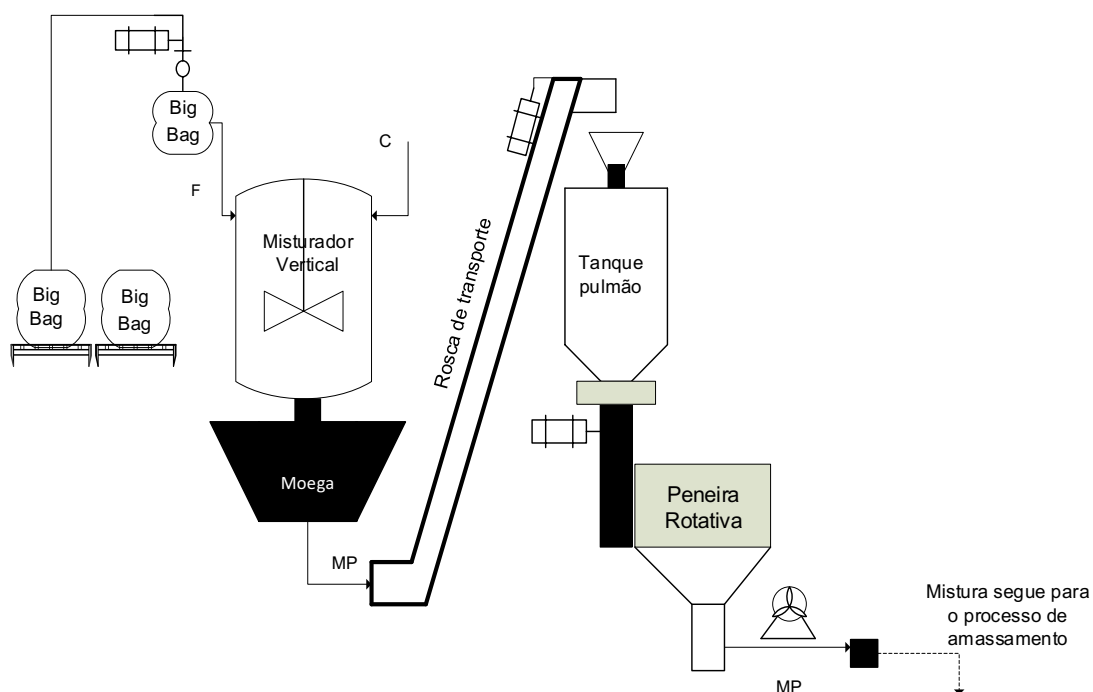 Big
Bag
C
F
Misturador
Vertical
Rosca de transporte
Tanque
pulmão
Big
Bag
Big
Bag
Moega
Peneira
Rotativa
MP
Mistura segue para
o processo de
amassamento
MP